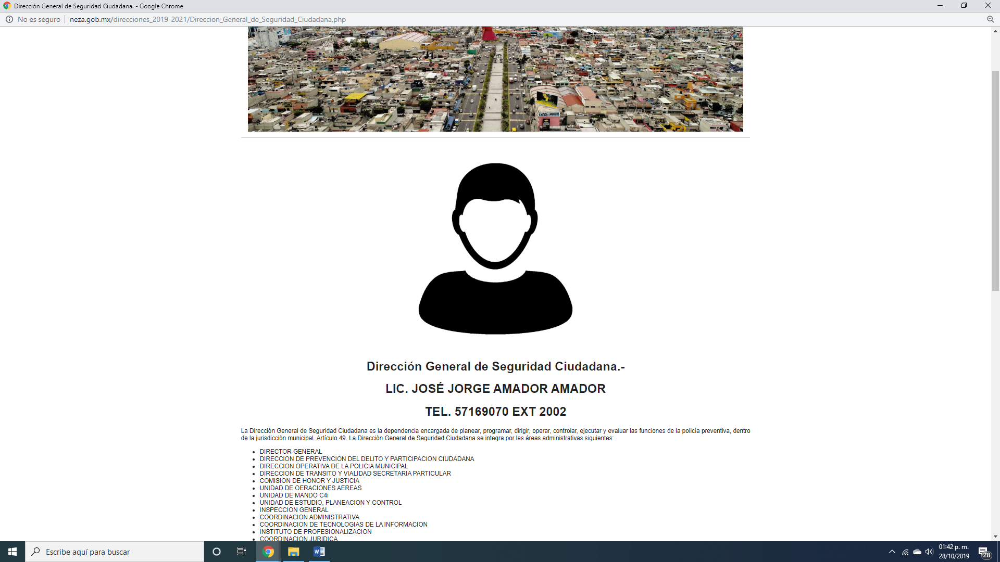 Dirección General de Seguridad Ciudadana. - Google Chrome
No es seguro | neza.gob.mx/direcciones_2019-2021/Direccion_General_de_Seguridad_Ciudadana.php
Dirección General de Seguridad Ciudadana.-
LIC. JOSÉ JORGE AMADOR AMADOR
TEL. 57169070 EXT 2002
La Dirección General de Seguridad Ciudadana es la dependencia encargada de planear, programar, dirigir, operar, controlar, ejecutar y evaluar las funciones de la policía preventiva, dentro
de la jurisdicción municipal. Artículo 49. La Dirección General de Seguridad Ciudadana se integra por las áreas administrativas siguientes:
• DIRECTOR GENERAL
• DIRECCION DE PREVENCION DEL DELITO Y PARTICIPACION CIUDADANA
• DIRECCION OPERATIVA DE LA POLICIA MUNICIPAL
• DIRECCION DE TRANSITO Y VIALIDAD SECRETARIA PARTICULAR
• COMISION DE HONOR Y JUSTICIA
• UNIDAD DE OERACIONES AEREAS
• UNIDAD DE MANDO C4i
• UNIDAD DE ESTUDIO, PLANEACION Y CONTROL
• INSPECCION GENERAL
• COORDINACION ADMINISTRATIVA
• COORDINACION DE TECNOLOGIAS DE LA INFORMACION
• INSTITUTO DE PROFESIONALIZACION
• COORDINACION JURIDICA
Escribe aquí para buscar
01:42 p. m.
28/10/2019
28